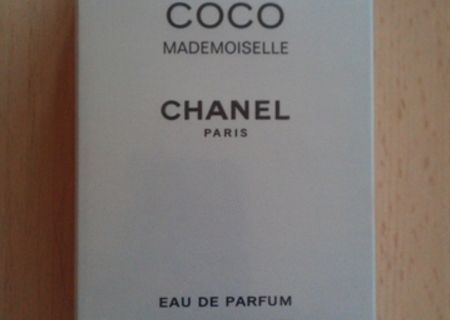 COCO
MADEMOISELLE
CHANEL
PARIS
EAU DE PARFUM